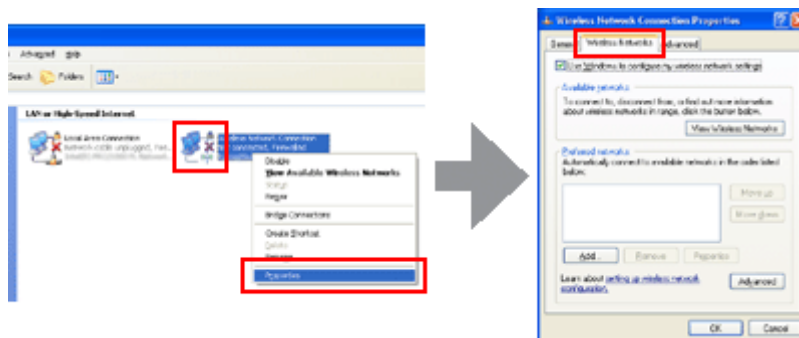 Advanced Help
Search Folders
LAN or High-Speed Internet
Local Area Connection
Network cable unplugged, Fire...
Wireless Network Connection
Not connected, Firewalled
Disable
View Available Wireless Networks
Status
Repair
Bridge Connections
Create Shortcut
Delete
Rename
Properties
Wireless Network Connection Properties
General Wireless Networks Advanced
Use Windows to configure my wireless network settings
Available networks
To connect to, disconnect from, or find out more information
about wireless networks in range, click the button below.
View Wireless Networks
Preferred networks
Automatically connect to available networks in the order listed
below:
Move up
Move down
Add... Remove Properties
Learn about setting up wireless network
configuration.
Advanced
OK Cancel